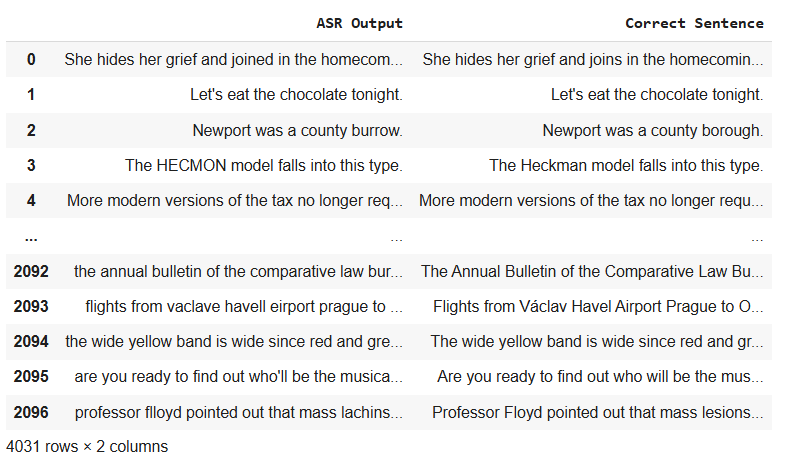 ASR Output Correct Sentence
0 She hides her grief and joined in the homecom... She hides her grief and joins in the homecomin...
1 Let's eat the chocolate tonight. Let's eat the chocolate tonight.
2 Newport was a county burrow. Newport was a county borough.
3 The HECMON model falls into this type. The Heckman model falls into this type.
4 More modern versions of the tax no longer req... More modern versions of the tax no longer requ...
... ... ...
2092 the annual bulletin of the comparative law bur... The Annual Bulletin of the Comparative Law Bu...
2093 flights from vaclave havell eirport prague to ... Flights from Václav Havel Airport Prague to O...
2094 the wide yellow band is wide since red and gre... The wide yellow band is wide since red and gr...
2095 are you ready to find out who'll be the musica... Are you ready to find out who will be the mus...
2096 professor flloyd pointed out that mass lachins... Professor Floyd pointed out that mass lesions...
4031 rows × 2 columns